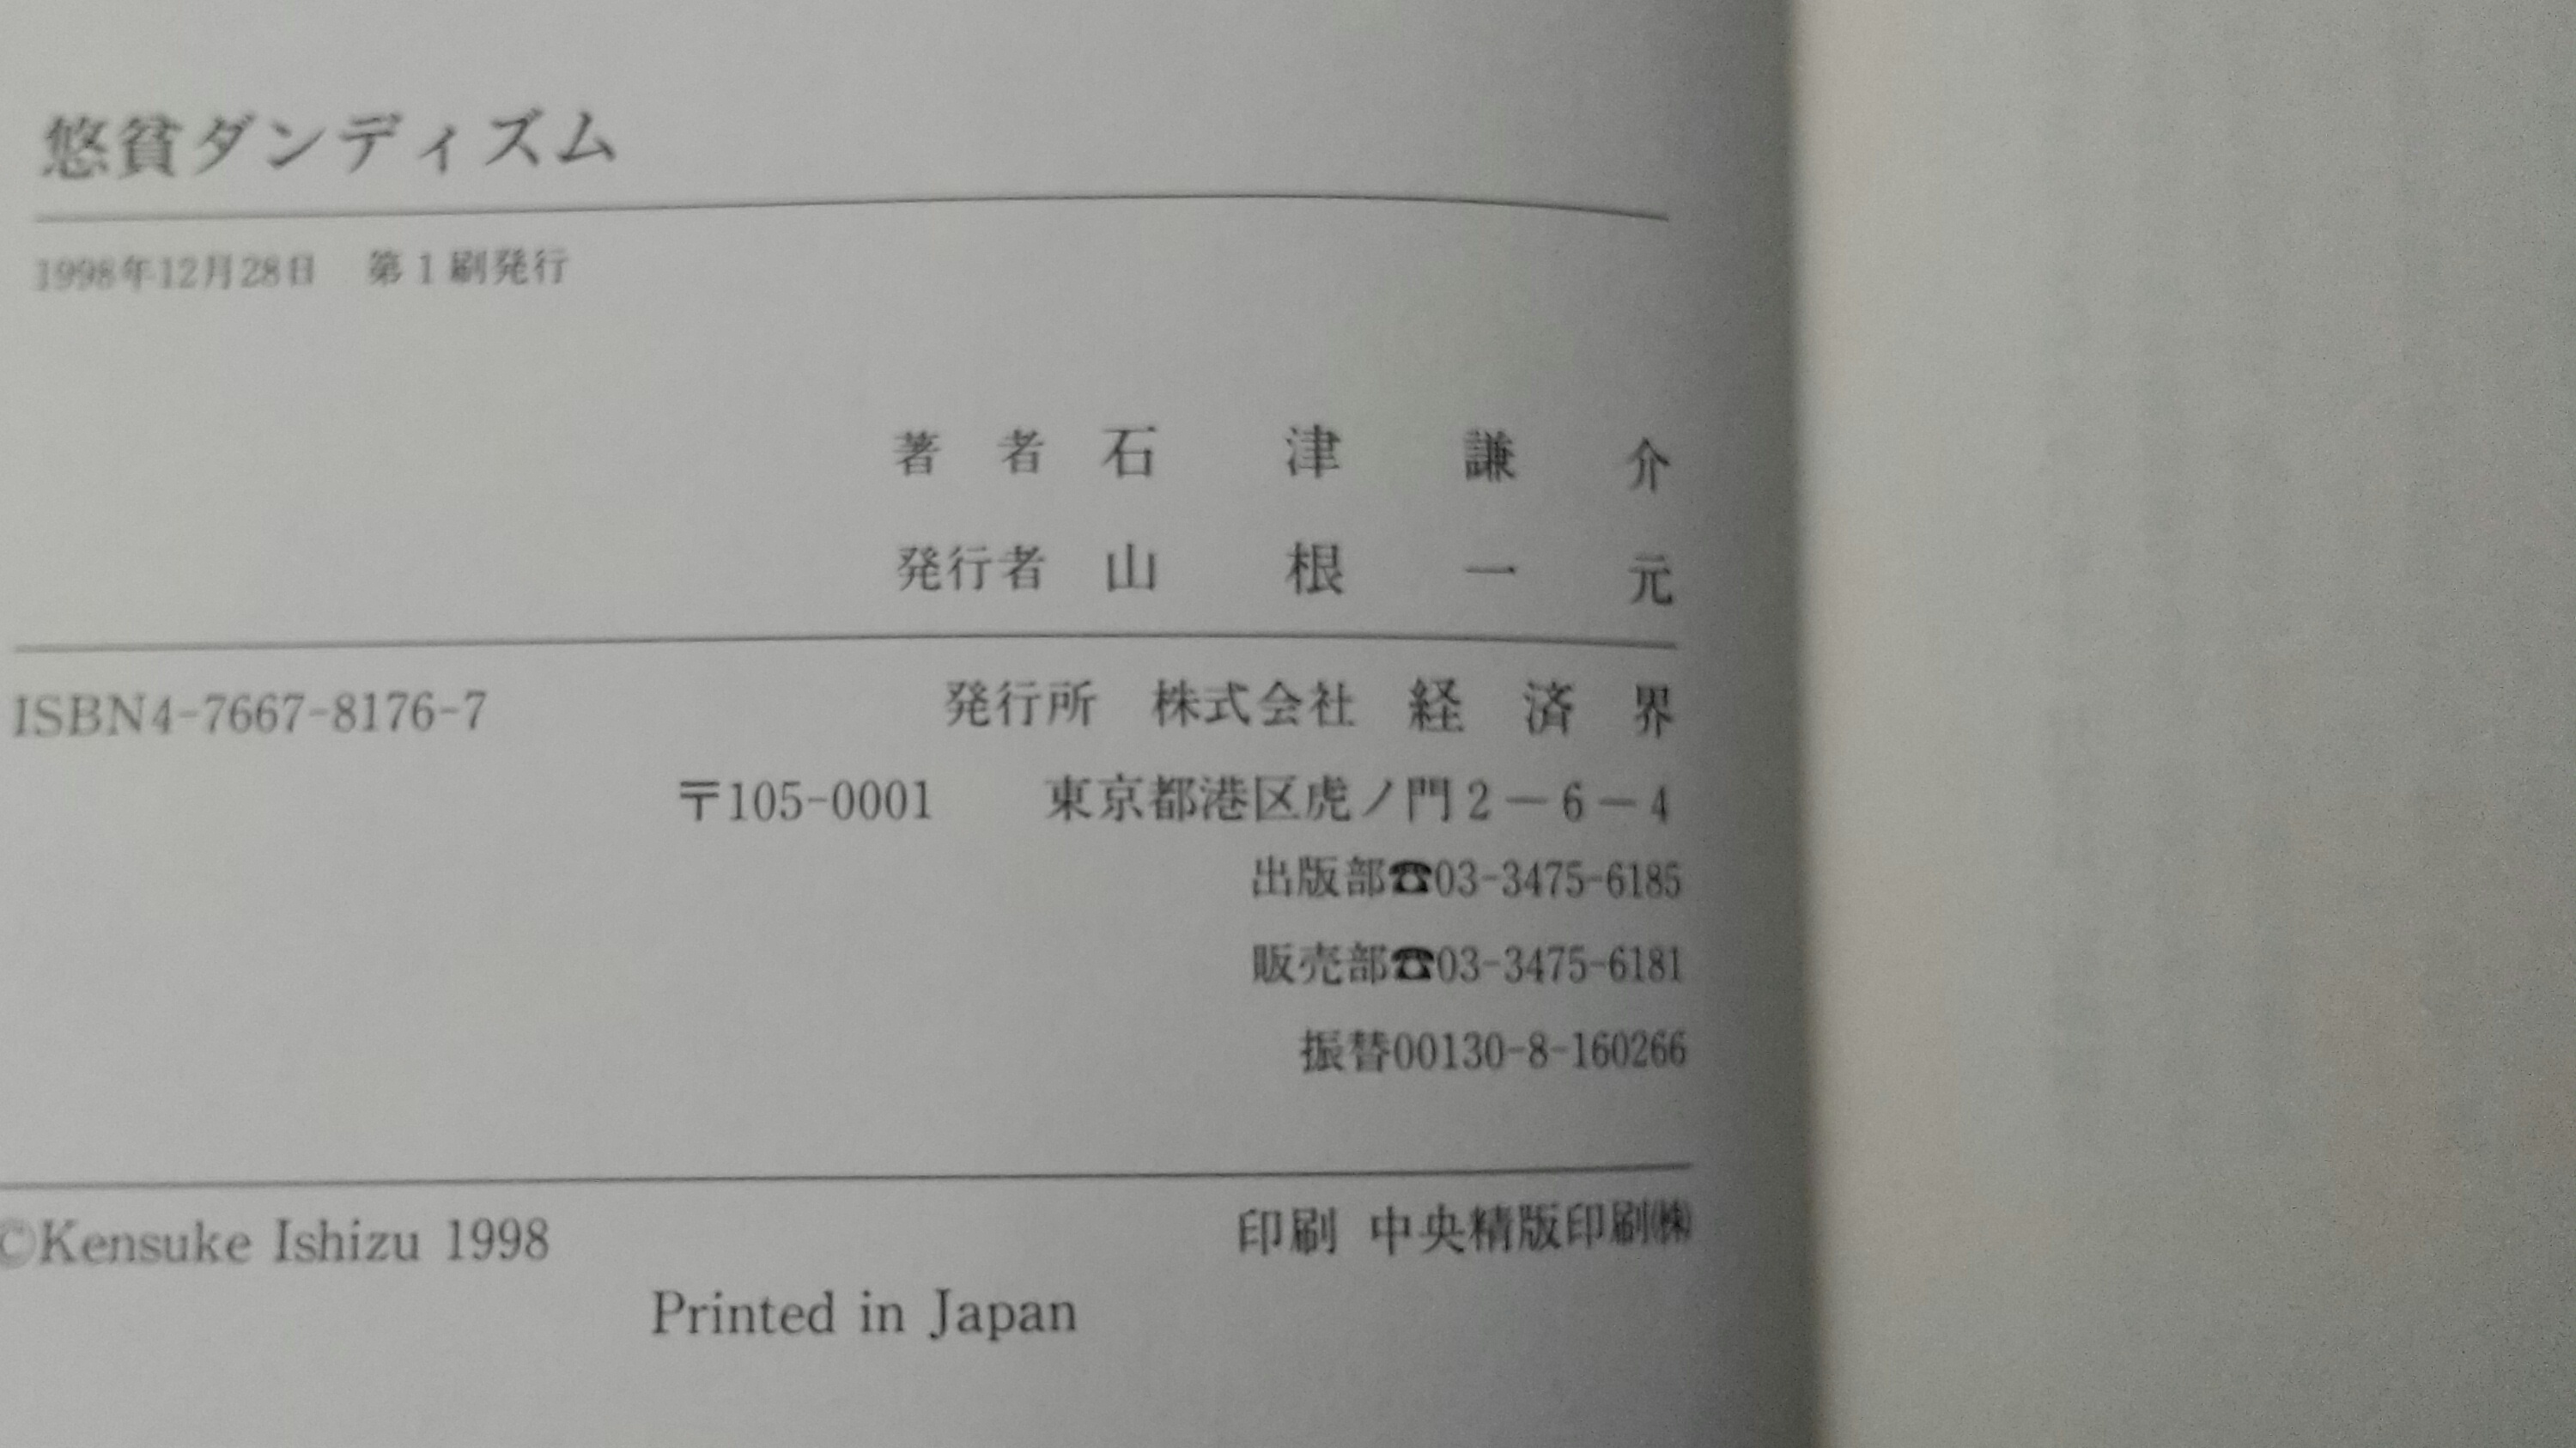 悠貧ダンディズム
1998年12月28日 第1刷発行
著者 石津謙介
発行者 山根一元
ISBN4-7667-8176-7 発行所 株式会社 経済界
〒105-0001 東京都港区虎ノ門2-6-4
出版部☎03-3475-6185
販売部☎03-3475-6181
振替00130-8-160266
©Kensuke Ishizu 1998 印刷 中央精版印刷㈱
Printed in Japan